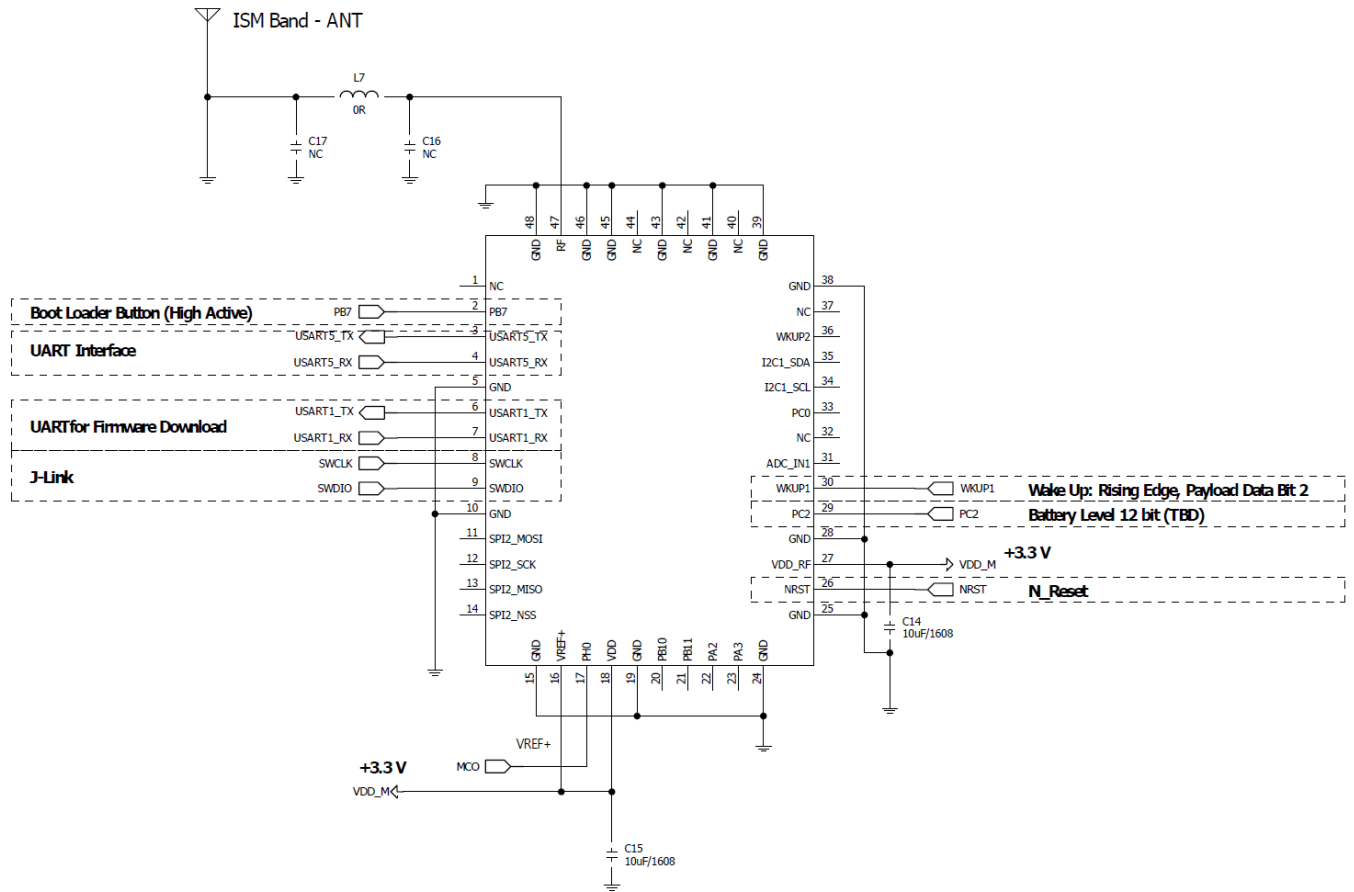 ISM Band - ANT
L7
0R
C17
NC
C16
NC
48
47
46
45
44
43
42
41
40
39
GND
RF
GND
GND
NC
GND
NC
GND
NC
GND
1 NC
Boot Loader Button (High Active) PB7 2 PB7
UART Interface
USART5_TX 3 USART5_TX
USART5_RX 4 USART5_RX
5 GND
UART for Firmware Download
USART1_TX 6 USART1_TX
USART1_RX 7 USART1_RX
J-Link
SWCLK 8 SWCLK
SWDIO 9 SWDIO
10 GND
11 SPI2_MOSI
12 SPI2_SCK
13 SPI2_MISO
14 SPI2_NSS
GND 38
NC 37
WKUP2 36
I2C1_SDA 35
I2C1_SCL 34
PC0 33
NC 32
ADC_IN1 31
WKUP1 30 WKUP1 Wake Up: Rising Edge, Payload Data Bit 2
PC2 29 PC2 Battery Level 12 bit (TBD)
GND 28
+3.3 V
VDD_RF 27 VDD_M
NRST 26 NRST N_Reset
GND 25
C14
10uF/1608
GND
VREF+
PH0
VDD
GND
PB10
PB11
PA2
PA3
GND
15
16
17
18
19
20
21
22
23
24
VREF+
+3.3 V
MCO
VDD_M
C15
10uF/1608